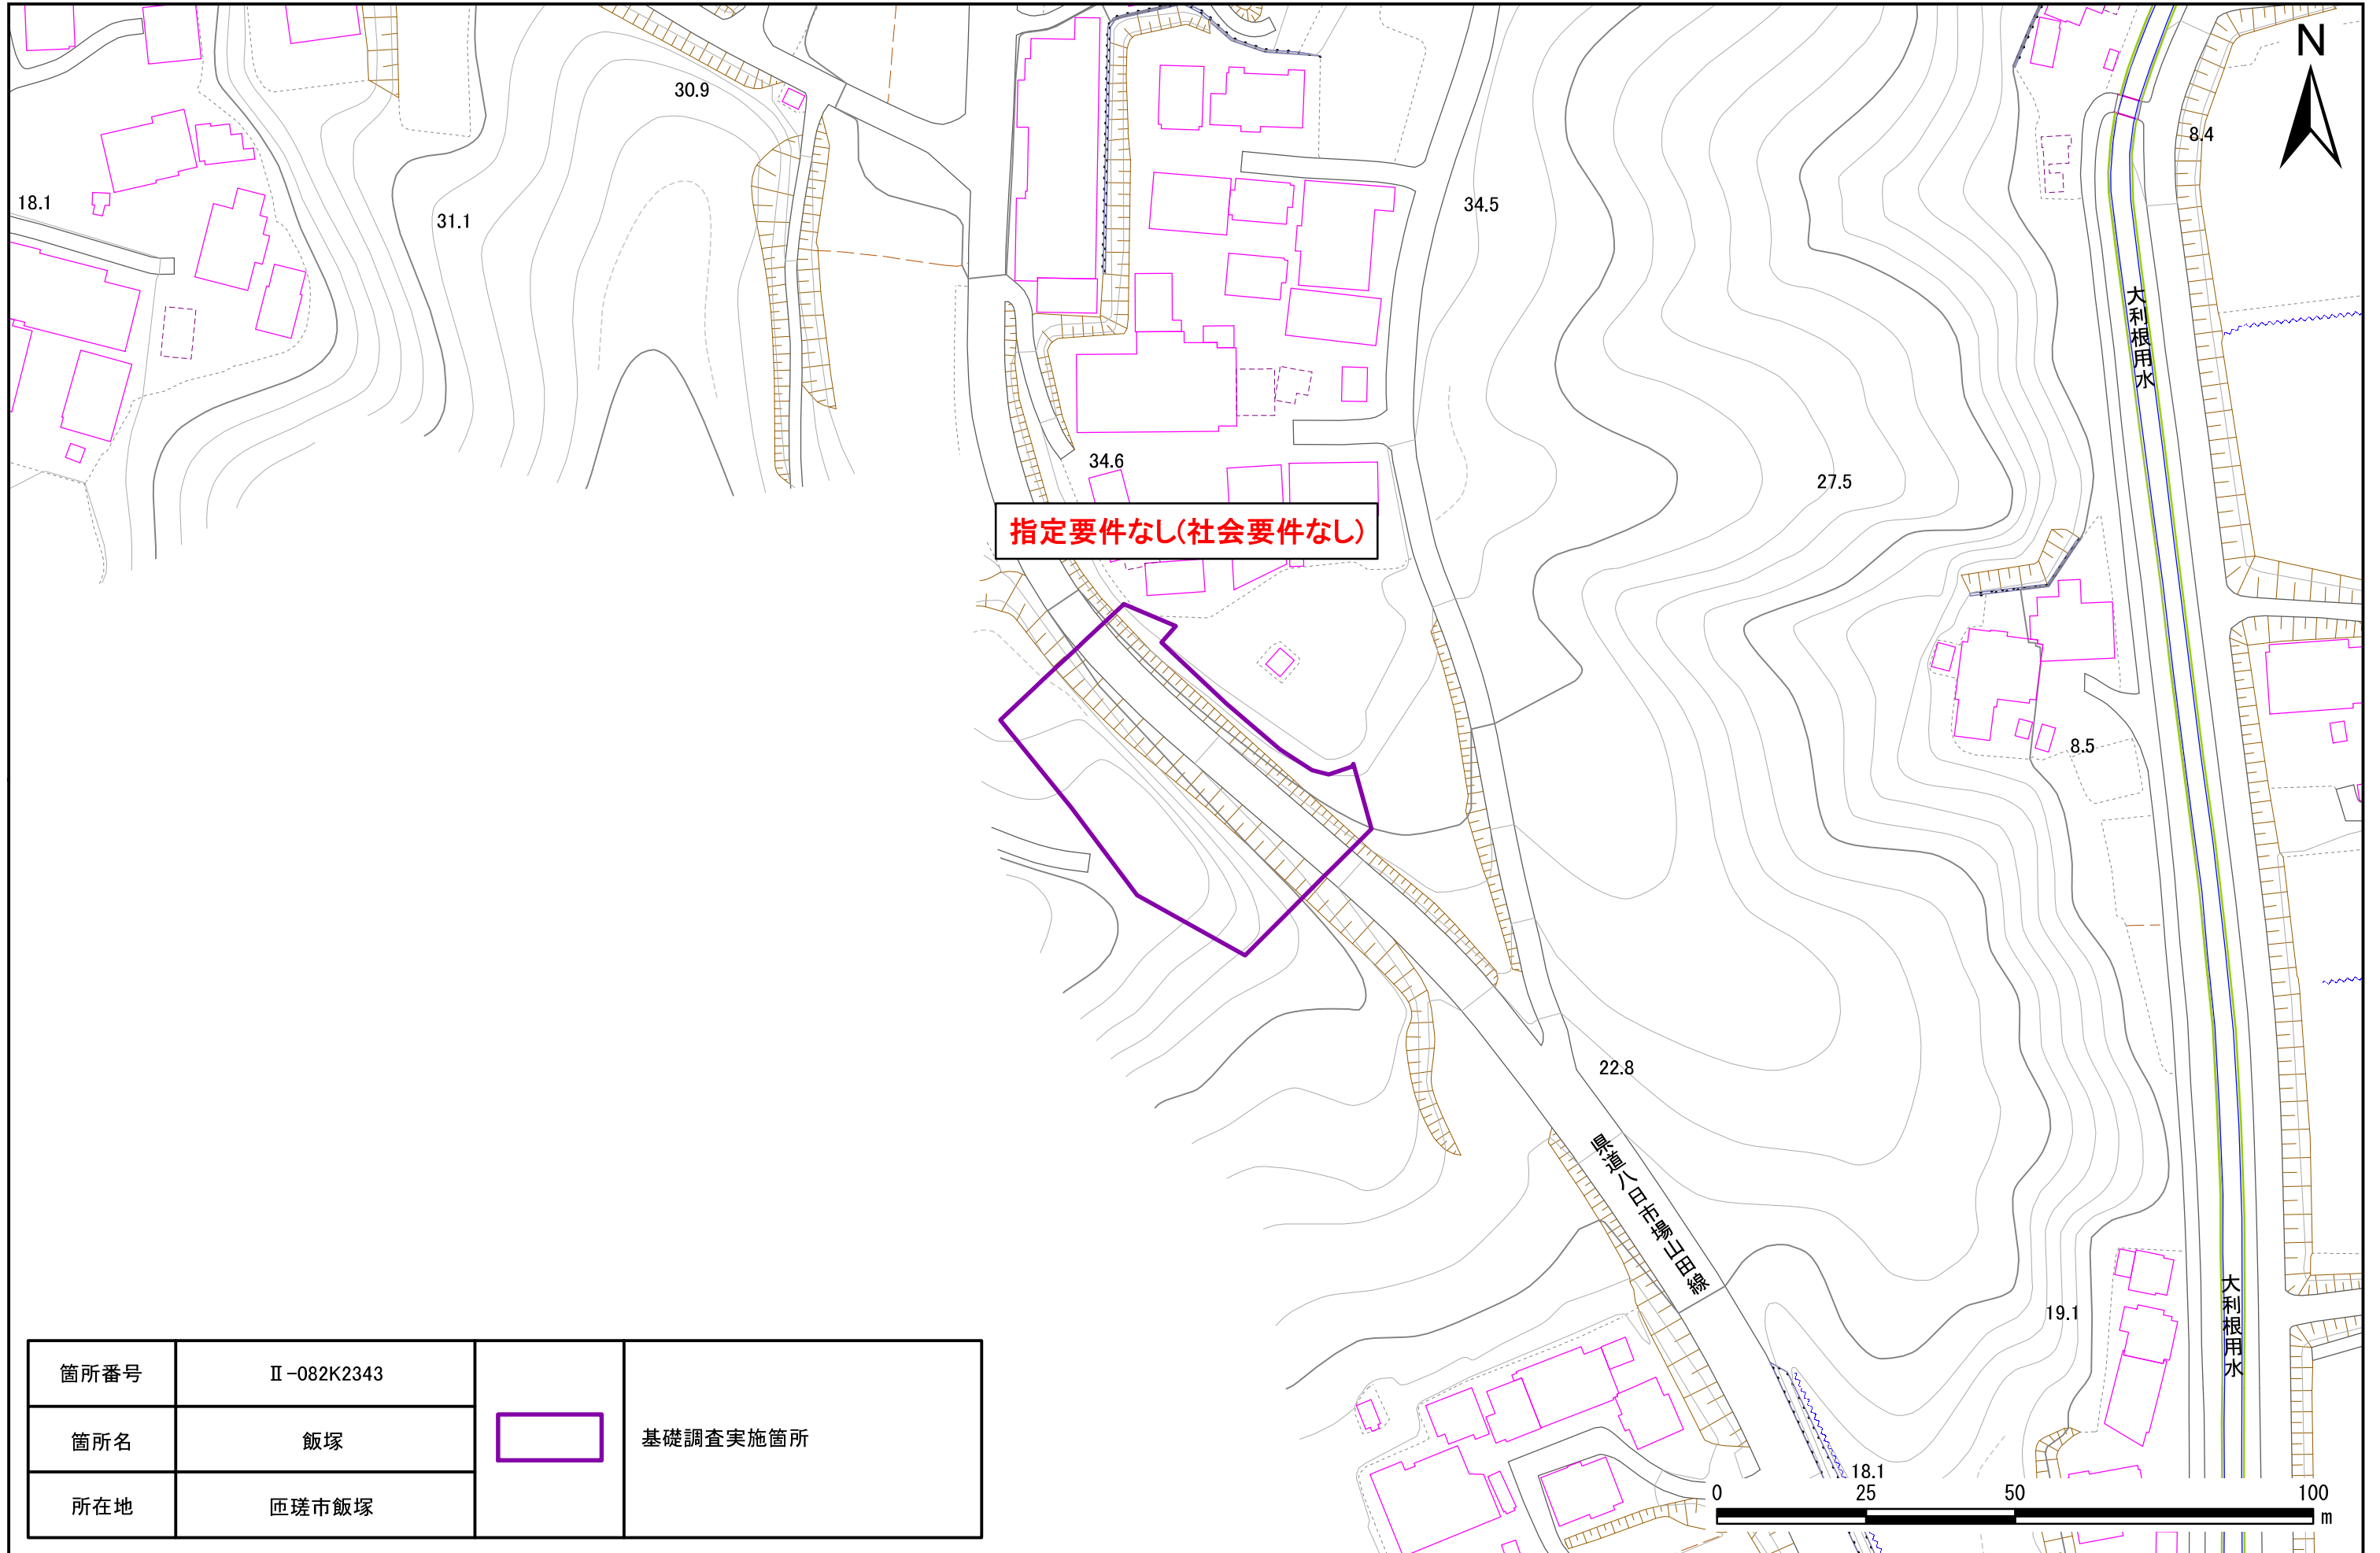 N
30.9
8.4
18.1
31.1
34.5
大利根用水
34.6
27.5
指定要件なし(社会要件なし)
8.5
22.8
県道八日市場山田線
19.1
大利根用水
18.1
箇所番号 Ⅱ-082K2343
箇所名 飯塚
所在地 匝瑳市飯塚
基礎調査実施箇所
0 25 50 100 m